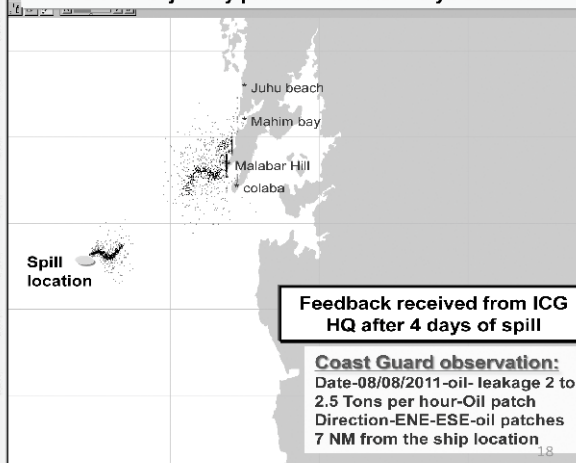 * Juhu beach
* Mahim bay
* Malabar Hill
* colaba
Spill
location
Feedback received from ICG
HQ after 4 days of spill
Coast Guard observation:
Date-08/08/2011-oil- leakage 2 to
2.5 Tons per hour-Oil patch
Direction-ENE-ESE-oil patches
7 NM from the ship location
18